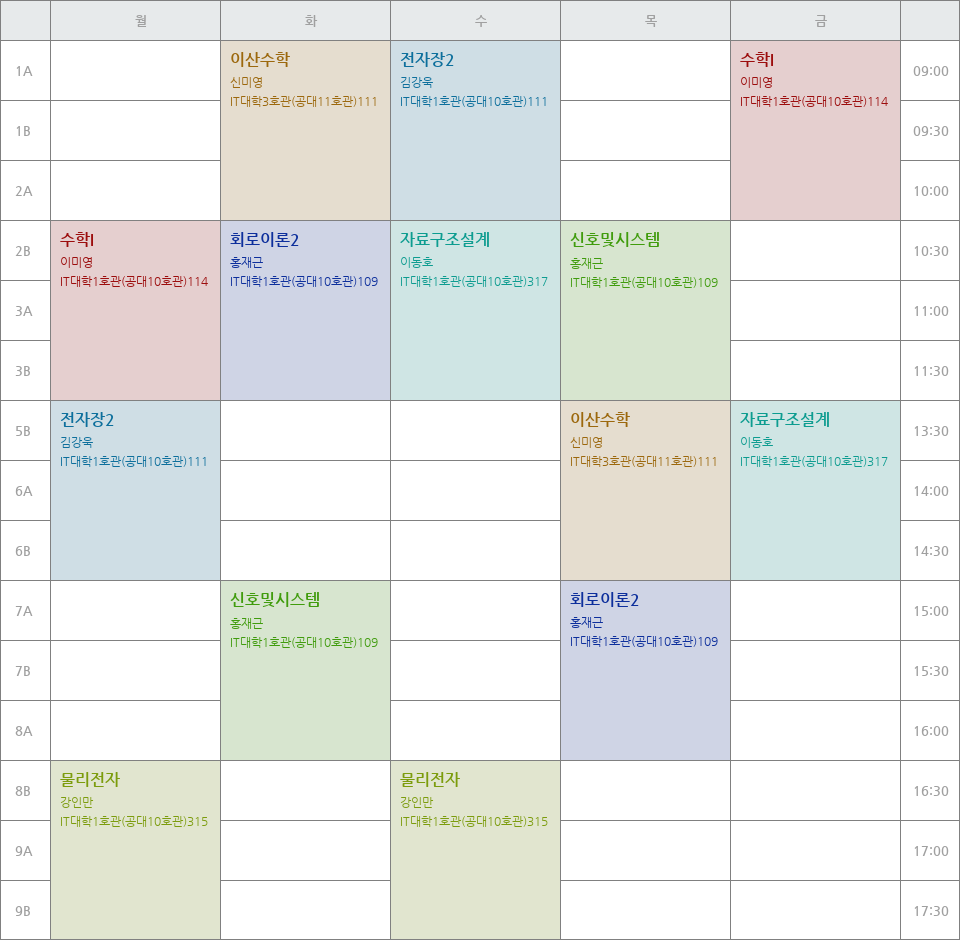 월 화 수 목 금
1A 09:00
이산수학 전자장2 수학I
신미영 김강욱 이미영
IT대학3호관(공대11호관)111 IT대학1호관(공대10호관)111 IT대학1호관(공대10호관)114
1B 09:30
2A 10:00
2B 10:30
수학I 회로이론2 자료구조설계 신호및시스템
이미영 홍재근 이동호 홍재근
IT대학1호관(공대10호관)114 IT대학1호관(공대10호관)109 IT대학1호관(공대10호관)317 IT대학1호관(공대10호관)109
3A 11:00
3B 11:30
5B 13:30
전자장2 이산수학 자료구조설계
김강욱 신미영 이동호
IT대학1호관(공대10호관)111 IT대학3호관(공대11호관)111 IT대학1호관(공대10호관)317
6A 14:00
6B 14:30
7A 15:00
신호및시스템 회로이론2
홍재근 홍재근
IT대학1호관(공대10호관)109 IT대학1호관(공대10호관)109
7B 15:30
8A 16:00
8B 16:30
물리전자 물리전자
강인만 강인만
IT대학1호관(공대10호관)315 IT대학1호관(공대10호관)315
9A 17:00
9B 17:30